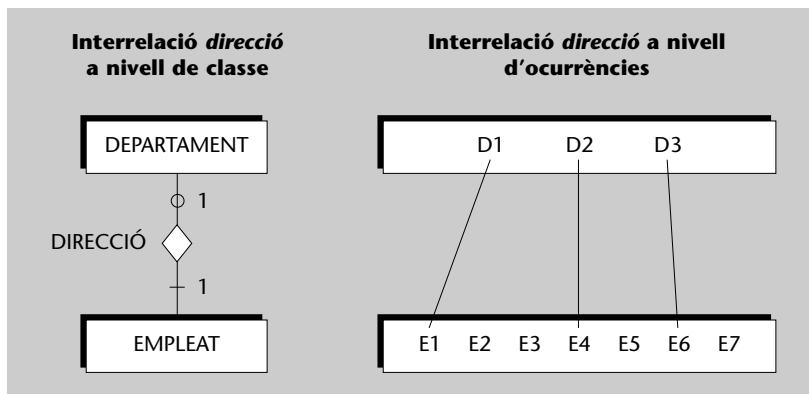 Interrelació direcció
a nivell de classe
DEPARTAMENT
1
DIRECCIÓ
1
EMPLEAT
Interrelació direcció a nivell
d’ocurrències
D1 D2 D3
E1 E2 E3 E4 E5 E6 E7